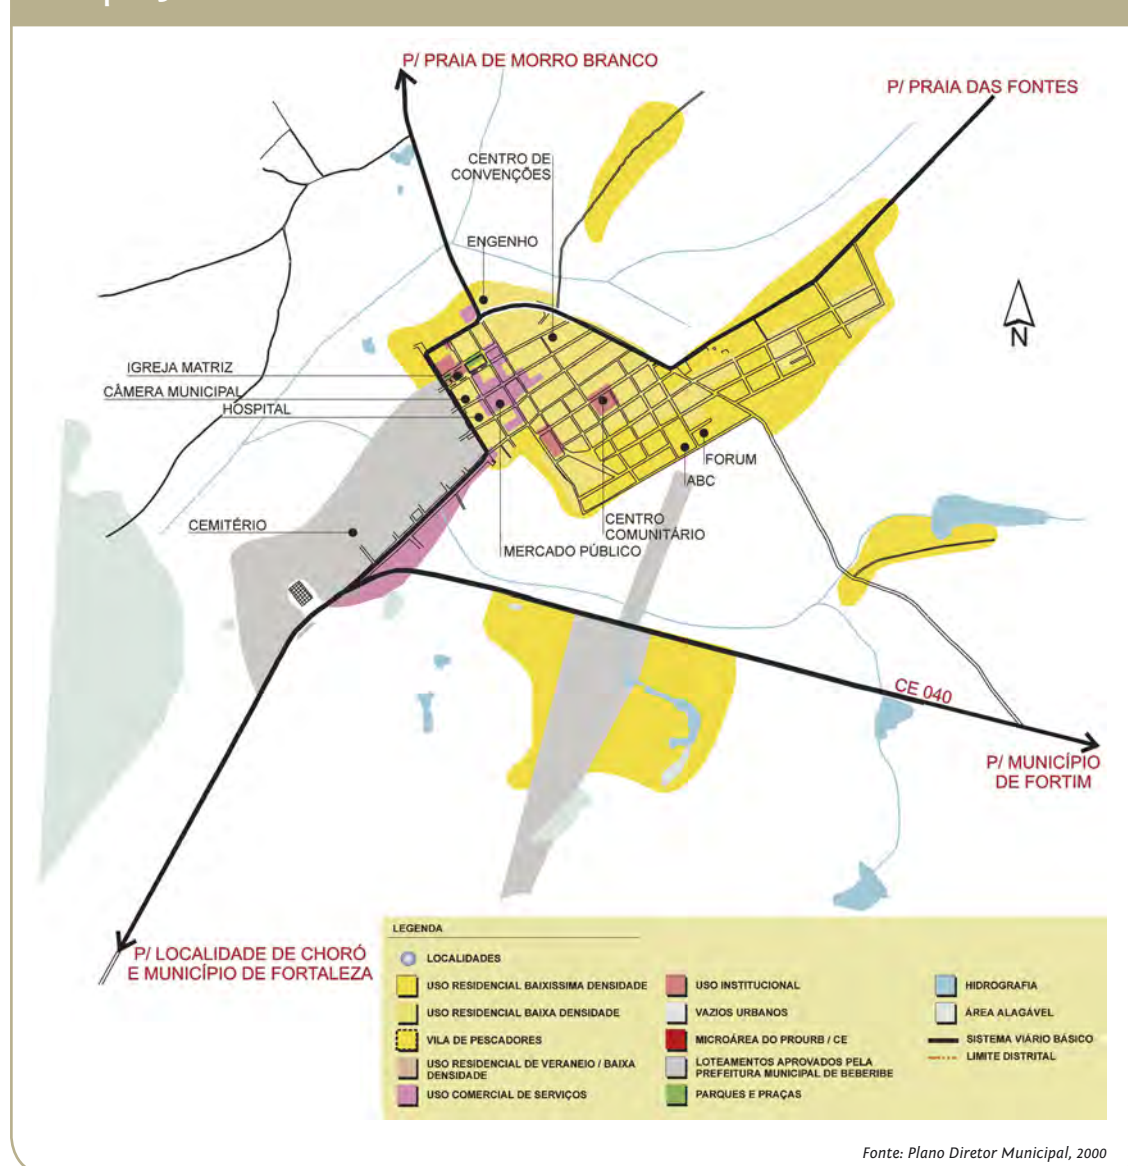 P/ PRAIA DE MORRO BRANCO
P/ PRAIA DAS FONTES
CENTRO DE
CONVENÇÕES
ENGENHO
N
IGREJA MATRIZ
CÂMERA MUNICIPAL
HOSPITAL
FORUM
ABC
CEMITÉRIO
CENTRO
COMUNITÁRIO
MERCADO PÚBLICO
CE 040
P/ MUNICÍPIO
DE FORTIM
P/ LOCALIDADE DE CHORÓ
E MUNICÍPIO DE FORTALEZA
LEGENDA
LOCALIDADES
USO RESIDENCIAL BAIXISSIMA DENSIDADE
USO RESIDENCIAL BAIXA DENSIDADE
VILA DE PESCADORES
USO RESIDENCIAL DE VERANEIO / BAIXA
DENSIDADE
USO COMERCIAL DE SERVIÇOS
USO INSTITUCIONAL
VAZIOS URBANOS
MICROÁREA DO PROURB / CE
LOTEAMENTOS APROVADOS PELA
PREFEITURA MUNICIPAL DE BEBERIBE
PARQUES E PRAÇAS
HIDROGRAFIA
ÁREA ALAGÁVEL
SISTEMA VIÁRIO BÁSICO
LIMITE DISTRITAL
Fonte: Plano Diretor Municipal, 2000